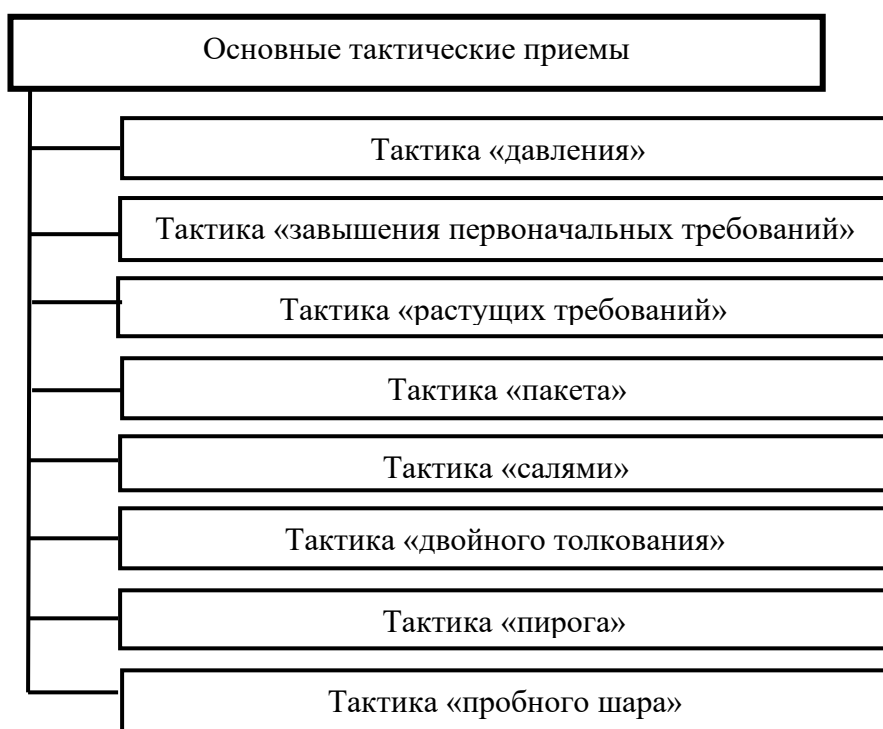 Основные тактические приемы
Тактика «давления»
Тактика «завышения первоначальных требований»
Тактика «растущих требований»
Тактика «пакета»
Тактика «салями»
Тактика «двойного толкования»
Тактика «пирога»
Тактика «пробного шара»